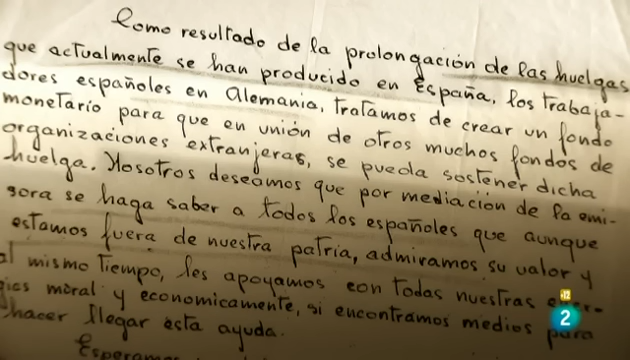 Como resultado de la prolongación de las huelgas
que actualmente se han producido en España, los trabaja-
dores españoles en Alemania, tratamos de crear un fondo
monetario para que en unión de otros muchos fondos de
organizaciones extranjeras, se pueda sostener dicha
huelga. Nosotros deseamos que por mediación de la emi-
sora se haga saber a todos los españoles que aunque
estamos fuera de nuestra patria, admiramos su valor y
al mismo tiempo, les apoyamos con todas nuestras ener-
gias moral y economicamente, si encontramos medios para
hacer llegar esta ayuda.
+12
2